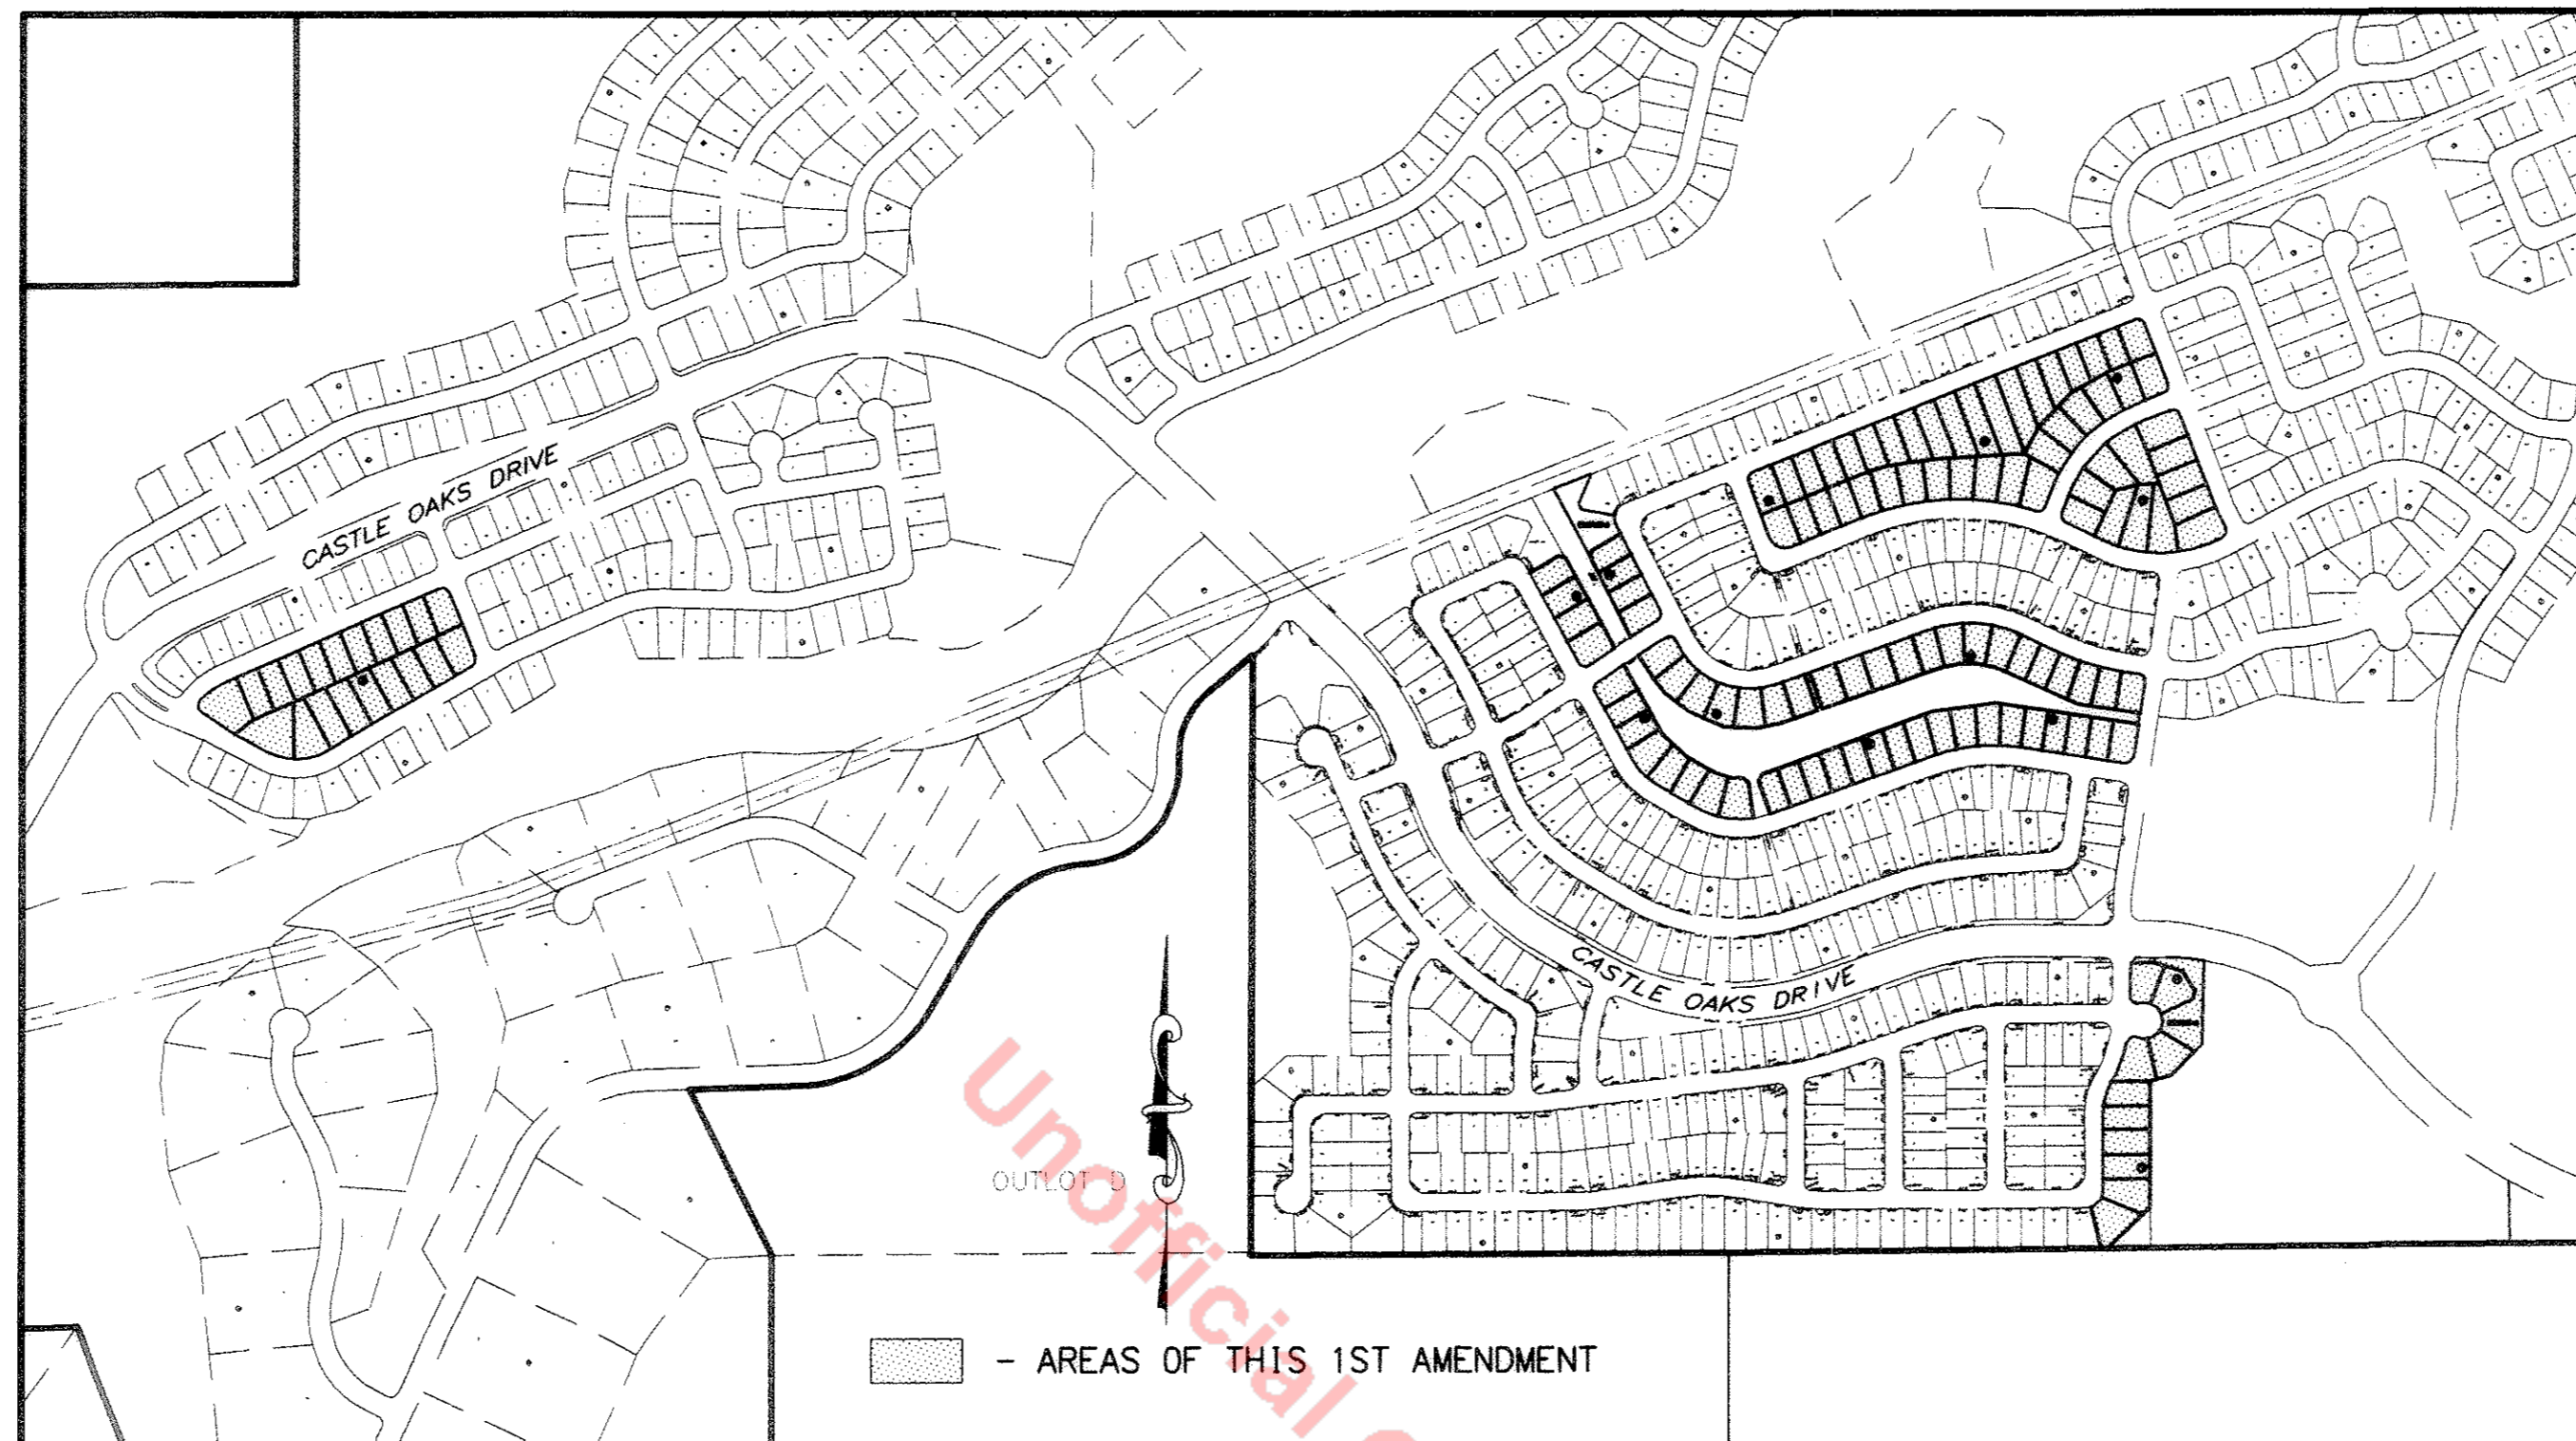 CASTLE OAKS DRIVE
CASTLE OAKS DRIVE
OUTLOT D
- AREAS OF THIS 1ST AMENDMENT
Unofficial